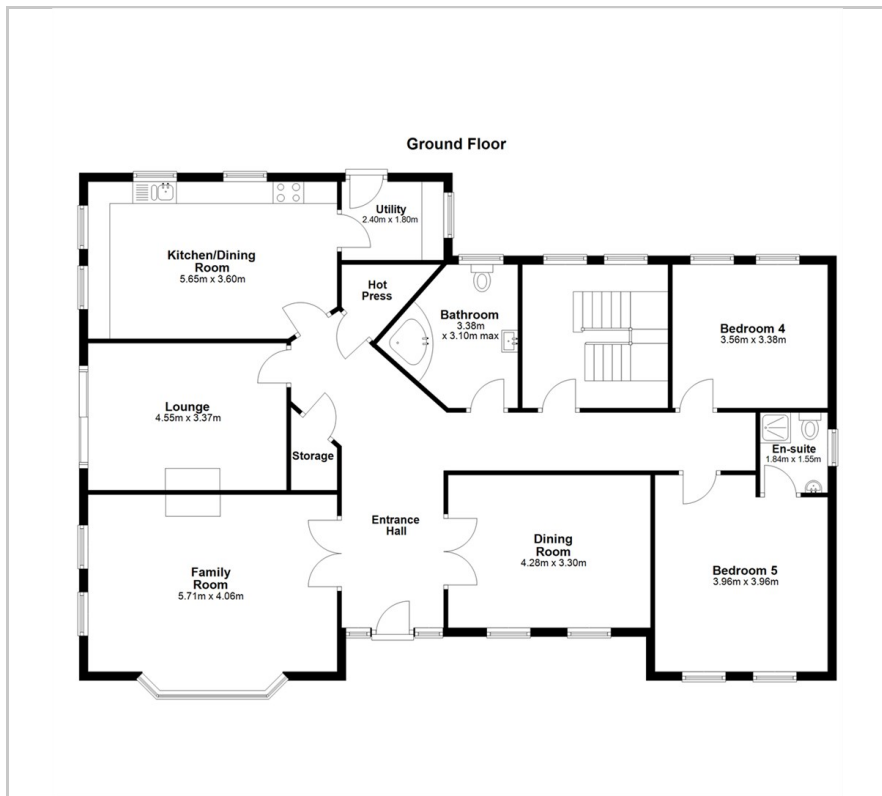 Ground Floor
Utility
2.40m x 1.80m
Kitchen/Dining
Room
5.65m x 3.60m
Hot
Press
Bathroom
3.38m
x 3.10m max
Bedroom 4
3.56m x 3.38m
Lounge
4.55m x 3.37m
Storage
En-suite
1.84m x 1.55m
Entrance
Hall
Dining
Room
4.28m x 3.30m
Family
Room
5.71m x 4.06m
Bedroom 5
3.96m x 3.96m